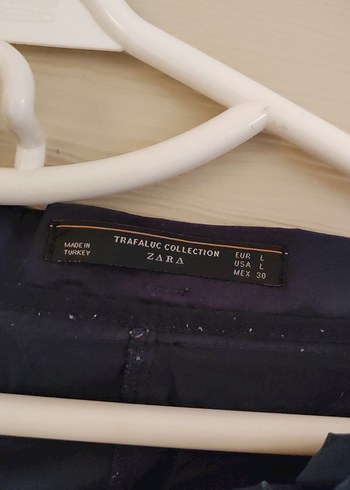 MADE IN
TURKEY
TRAFALUC COLLECTION
ZARA
EUR L
USA L
MEX 30